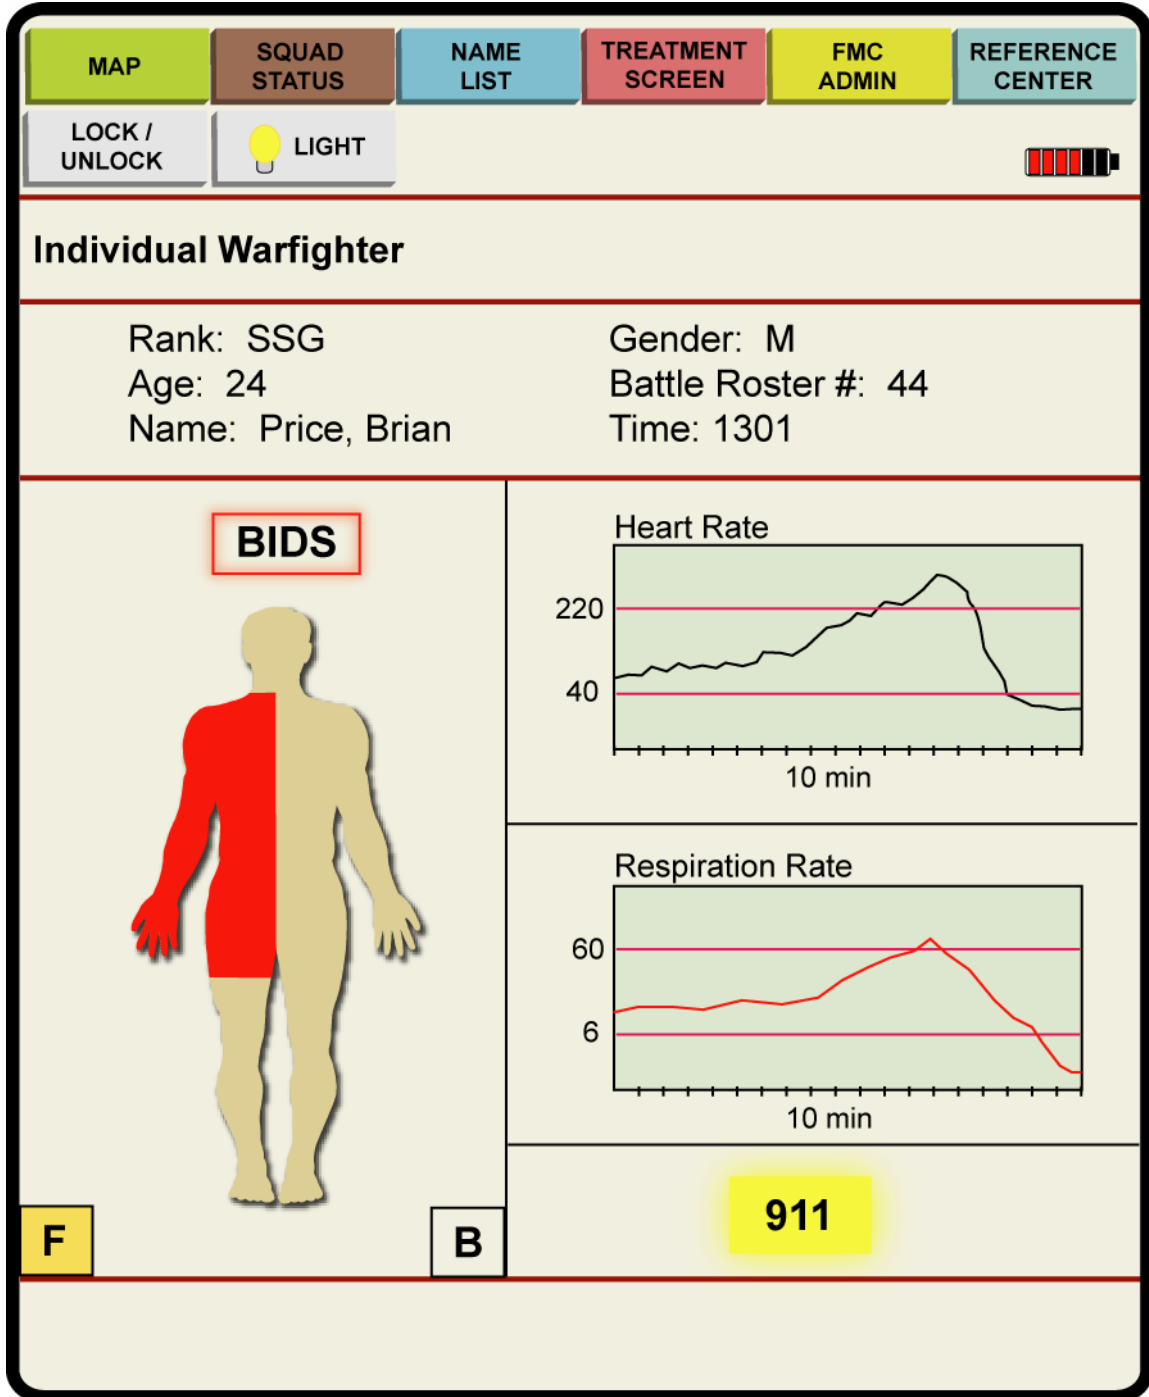 MAP
SQUAD
STATUS
NAME
LIST
TREATMENT
SCREEN
FMC
ADMIN
REFERENCE
CENTER
LOCK /
UNLOCK
LIGHT
Individual Warfighter
Rank: SSG
Age: 24
Name: Price, Brian
Gender: M
Battle Roster #: 44
Time: 1301
BIDS
F
B
Heart Rate
220
40
10 min
Respiration Rate
60
6
10 min
911